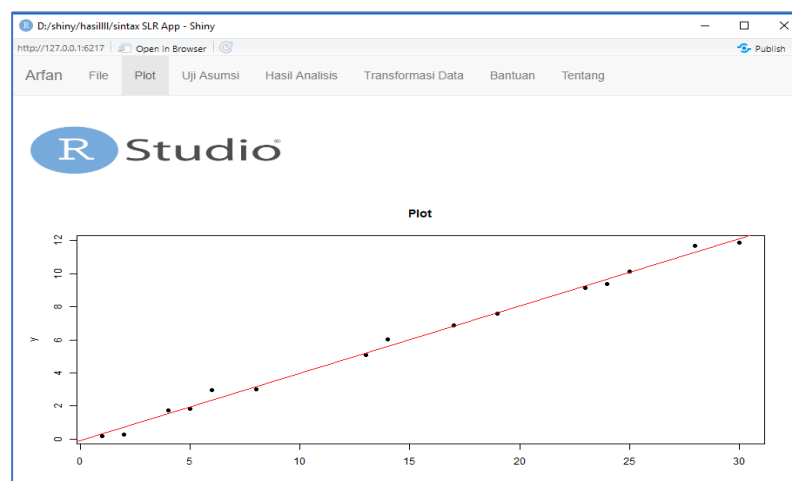 D:/shiny/hasillll/sintax SLR App - Shiny
http://127.0.0.1:6217 Open in Browser Publish
Arfan File Plot Uji Asumsi Hasil Analisis Transformasi Data Bantuan Tentang
R Studio®
Plot
12
10
8
6
4
2
0
y
0 5 10 15 20 25 30